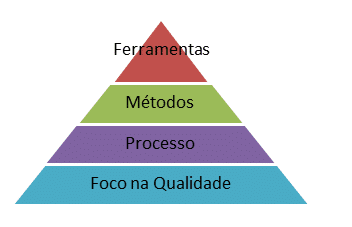 Ferramentas
Métodos
Processo
Foco na Qualidade